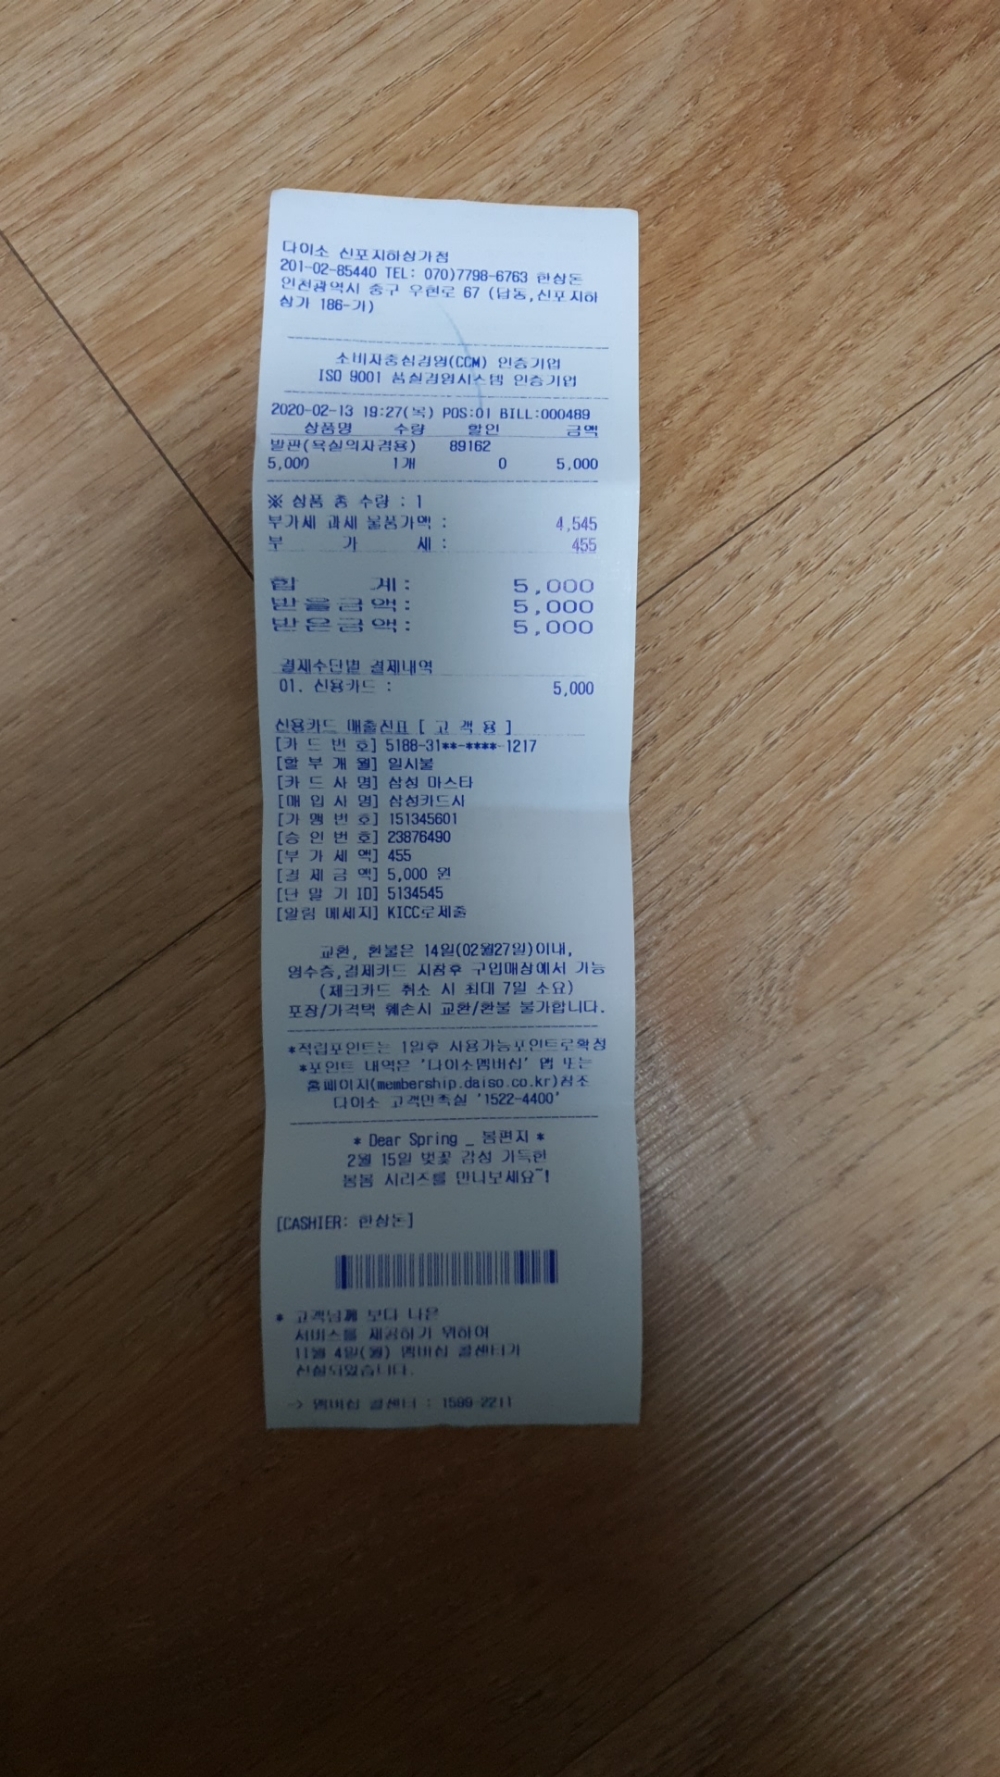 다이소 신포지하상가점
201-02-85440 TEL: 070)7798-6763 한상돈
인천광역시 중구 우현로 67 (답동,신포지하
상가 186-가)
소비자중심경영(CCM) 인증기업
ISO 9001 품질경영시스템 인증기업
2020-02-13 19:27(목) POS:01 BILL:000489
상품명 수량 할인 금액
발판(욕실의자겸용) 89162
5,000 1개 0 5,000
※ 상품 총 수량 : 1
부가세 과세 물품가액 : 4,545
부 가 세 : 455
합 계: 5,000
받을금액: 5,000
받은금액: 5,000
결제수단별 결제내역
01. 신용카드 : 5,000
신용카드 매출전표 [ 고 객 용 ]
[카 드 번 호] 5188-31**-****-1217
[할 부 개 월] 일시불
[카 드 사 명] 삼성 마스타
[매 입 사 명] 삼성카드사
[가 맹 번 호] 151345601
[승 인 번 호] 23876490
[부 가 세 액] 455
[결 제 금 액] 5,000 원
[단 말 기 ID] 5134545
[알림 메세지] KICC로제출
교환, 환불은 14일(02월27일)이내,
영수증,결제카드 지참후 구입매장에서 가능
(체크카드 취소 시 최대 7일 소요)
포장/가격택 훼손시 교환/환불 불가합니다.
*적립포인트는 1일후 사용가능포인트로확성
*포인트 내역은 '다이소멤버십' 앱 또는
홈페이지(membership.daiso.co.kr)참조
다이소 고객만족실 '1522-4400'
* Dear Spring _ 봄편지 *
2월 15일 벚꽃 감성 가득한
봄봄 시리즈를 만나보세요~!
[CASHIER: 한상돈]
* 고객님께 보다 나은
서비스를 제공하기 위하여
11월 4일(월) 멤버십 콜센터가
신설되었습니다.
-> 멤버십 콜센터 : 1599-2211